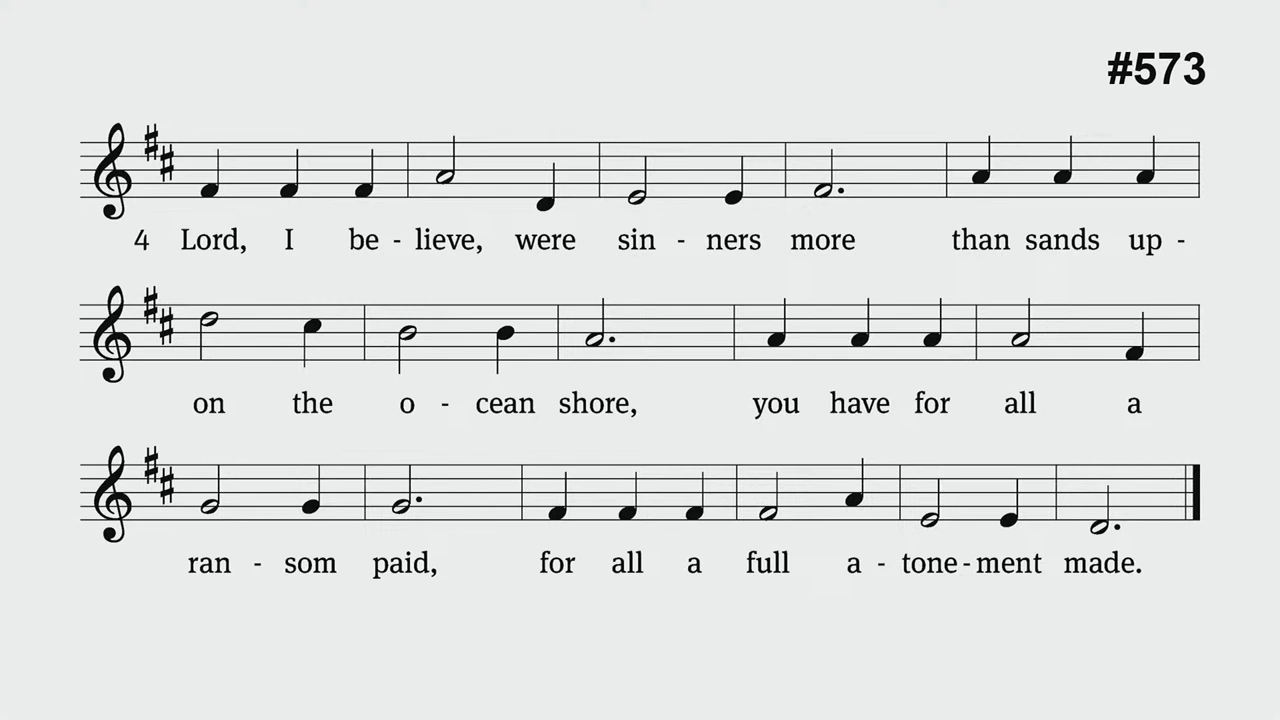 #573
4 Lord, I be - lieve, were sin - ners more than sands up -
on the o - cean shore, you have for all a
ran - som paid, for all a full a - tone - ment made.